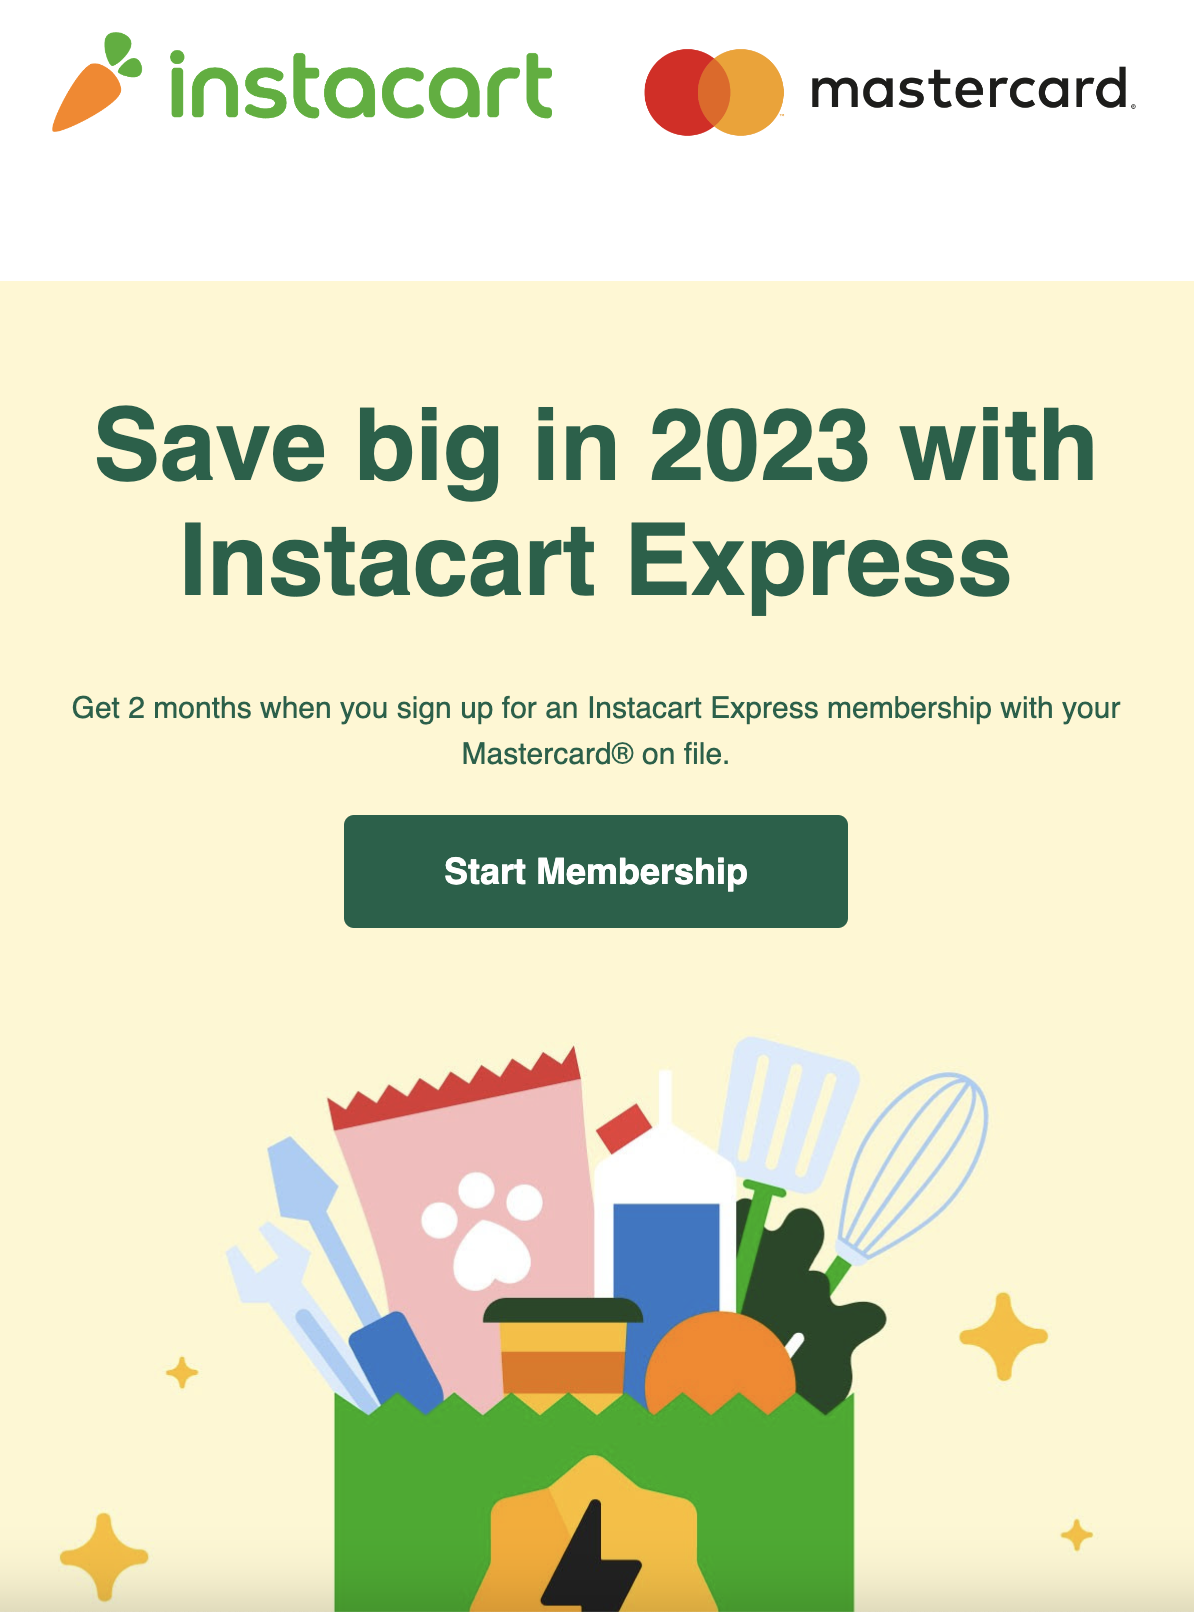 instacart
mastercard®
Save big in 2023 with
Instacart Express
Get 2 months when you sign up for an Instacart Express membership with your
Mastercard® on file.
Start Membership